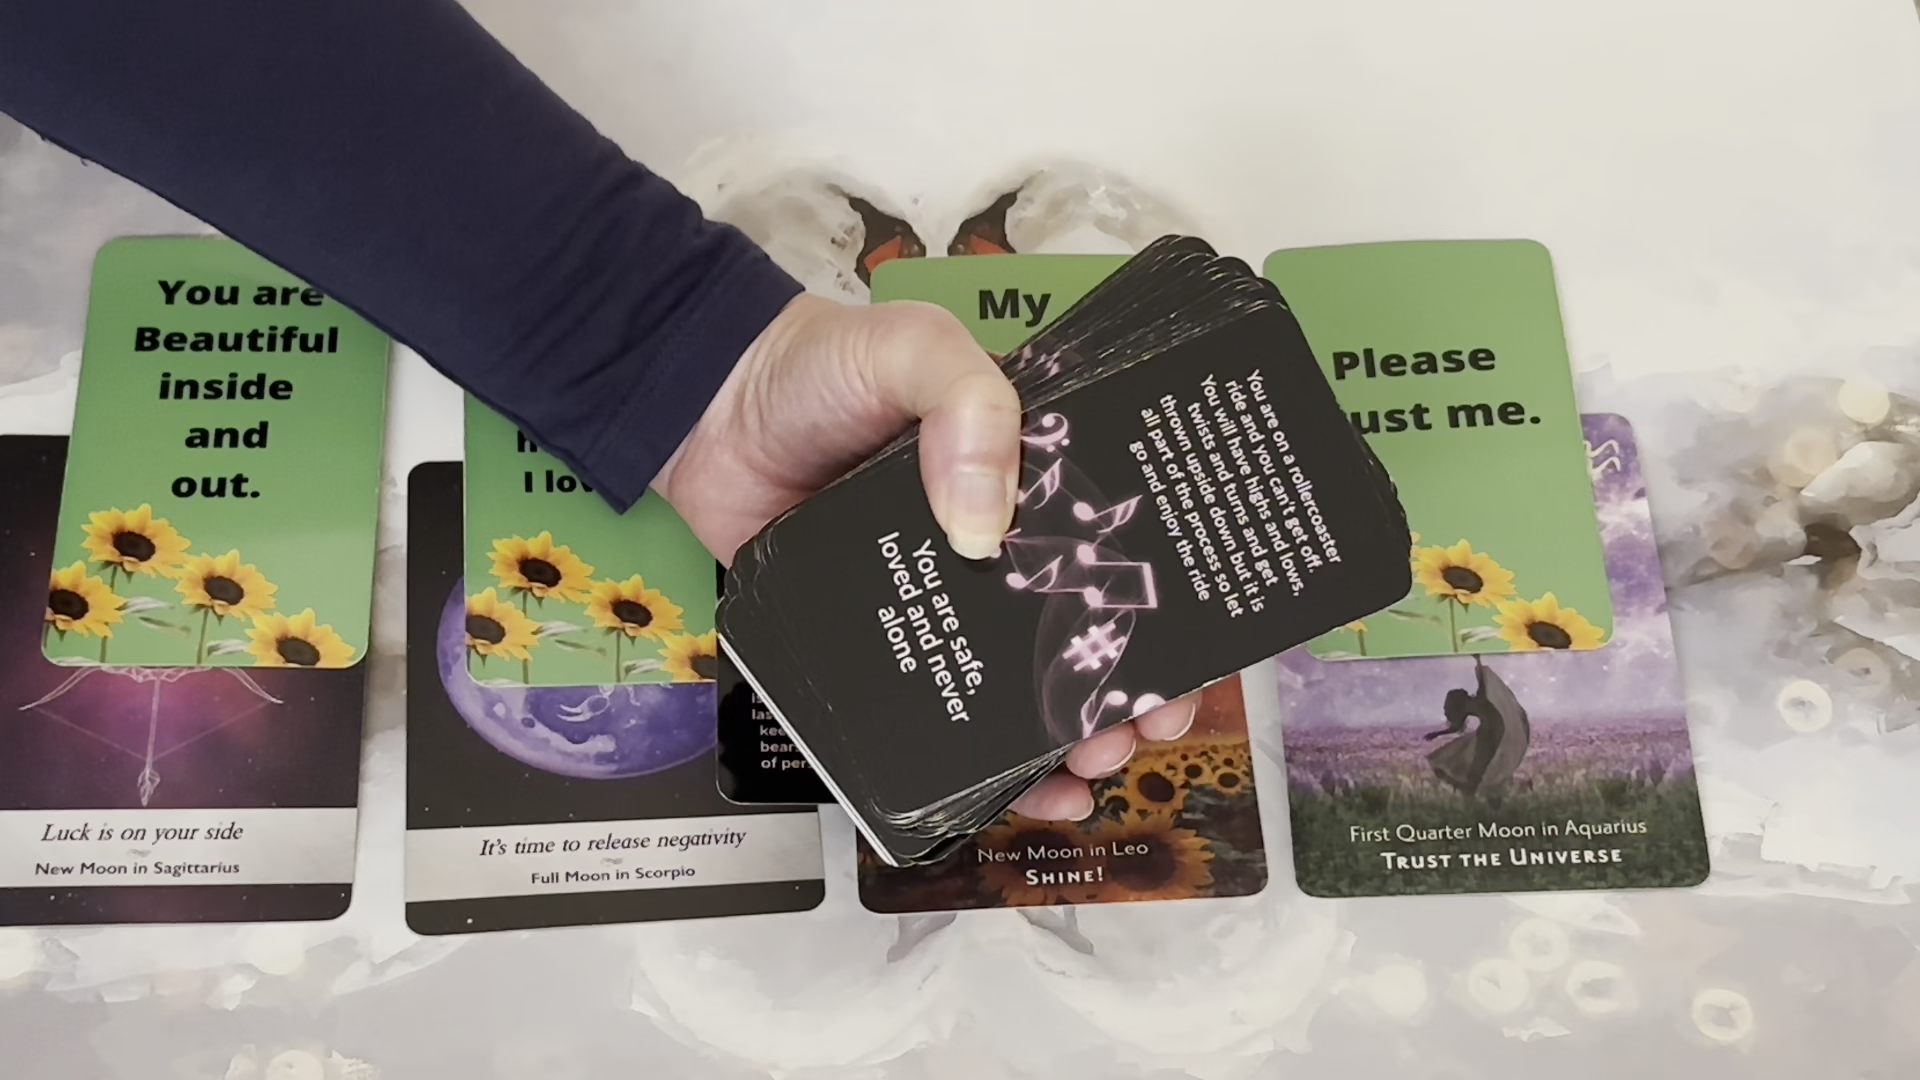 You are
Beautiful
inside
and
out.
I
My
Please
me.
You are on a rollercoaster
ride and you can't get off.
You will have highs and lows,
twists and turns and get
thrown upside down but it is
all part of the process so let
go and enjoy the ride
You are safe,
loved and never
alone
of
Luck is on your side
New Moon in Sagittarius
It's time to release negativity
Full Moon in Scorpio
New Moon in Leo
SHINE!
First Quarter Moon in Aquarius
TRUST THE UNIVERSE